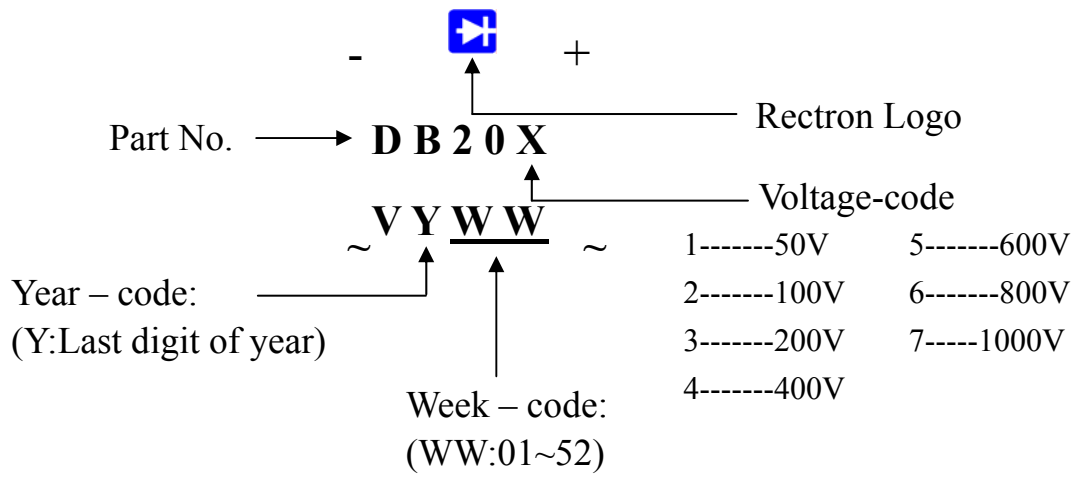 - +
Rectron Logo
Part No. D B 2 0 X
Voltage-code
~ V Y W W ~
1-------50V 5-------600V
Year – code:
2-------100V 6-------800V
(Y:Last digit of year)
3-------200V 7-----1000V
4-------400V
Week – code:
(WW:01~52)